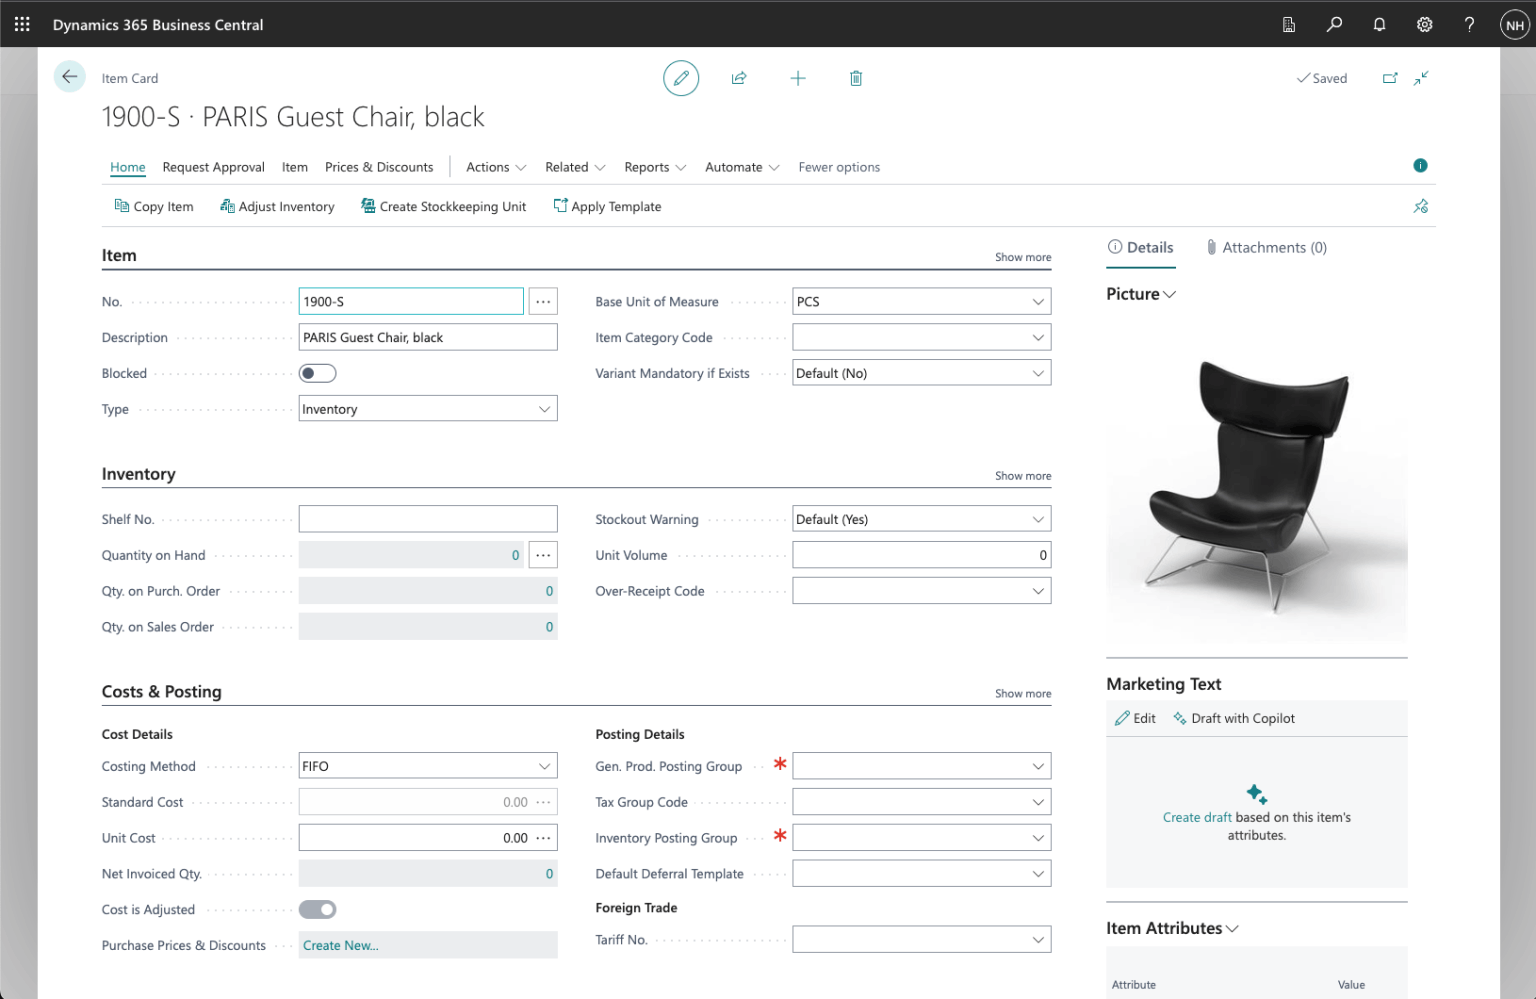 Dynamics 365 Business Central
NH
Item Card
Saved
1900-S · PARIS Guest Chair, black
Home Request Approval Item Prices & Discounts Actions Related Reports Automate Fewer options
Copy Item Adjust Inventory Create Stockkeeping Unit Apply Template
Item Show more
No. 1900-S
Description PARIS Guest Chair, black
Blocked
Type Inventory
Base Unit of Measure PCS
Item Category Code
Variant Mandatory if Exists Default (No)
Inventory Show more
Shelf No.
Quantity on Hand 0
Qty. on Purch. Order 0
Qty. on Sales Order 0
Stockout Warning Default (Yes)
Unit Volume 0
Over-Receipt Code
Costs & Posting Show more
Cost Details
Costing Method FIFO
Standard Cost 0.00
Unit Cost 0.00
Net Invoiced Qty. 0
Cost is Adjusted
Purchase Prices & Discounts Create New...
Posting Details
Gen. Prod. Posting Group *
Tax Group Code
Inventory Posting Group *
Default Deferral Template
Foreign Trade
Tariff No.
Details Attachments (0)
Picture
Marketing Text
Edit Draft with Copilot
Create draft based on this item's
attributes.
Item Attributes
Attribute Value